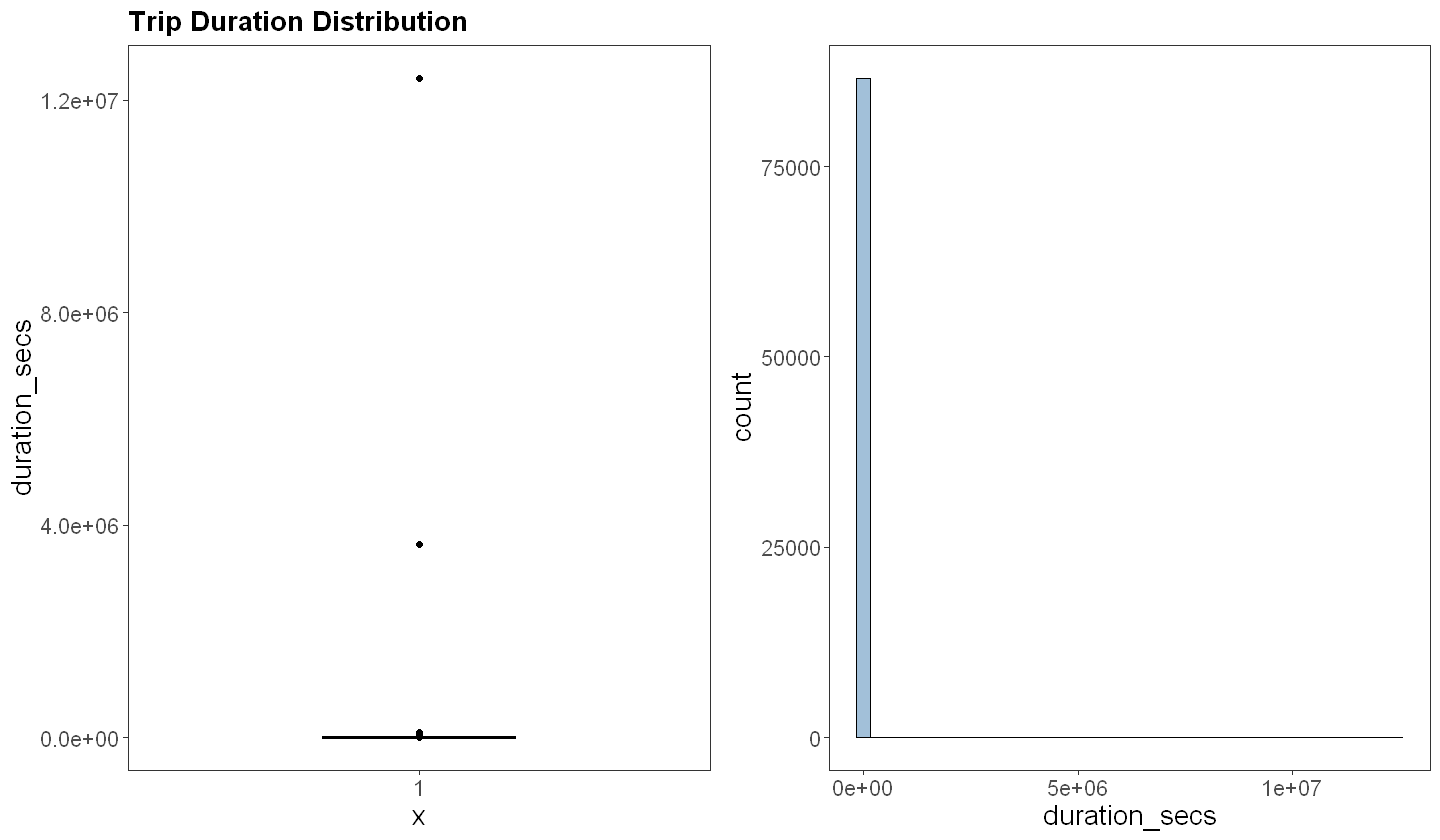 Trip Duration Distribution
1.2e+07
8.0e+06
4.0e+06
0.0e+00
duration_secs
1
x
75000
50000
25000
0
count
0e+00 5e+06 1e+07
duration_secs